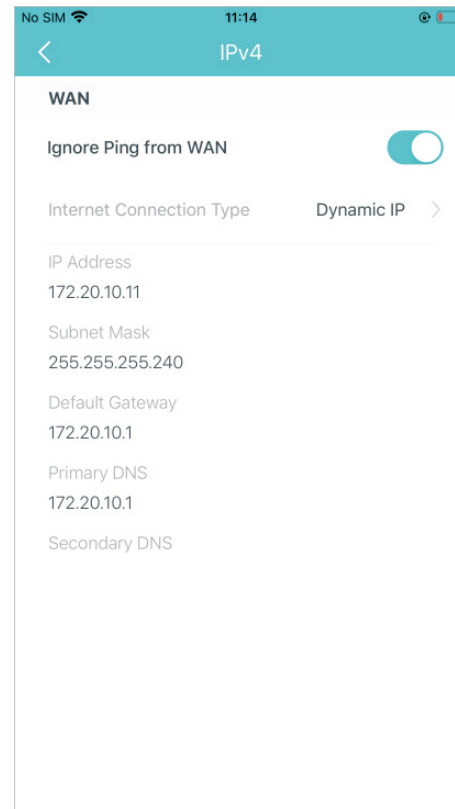 No SIM 11:14
IPv4
WAN
Ignore Ping from WAN
Internet Connection Type Dynamic IP
IP Address
172.20.10.11
Subnet Mask
255.255.255.240
Default Gateway
172.20.10.1
Primary DNS
172.20.10.1
Secondary DNS